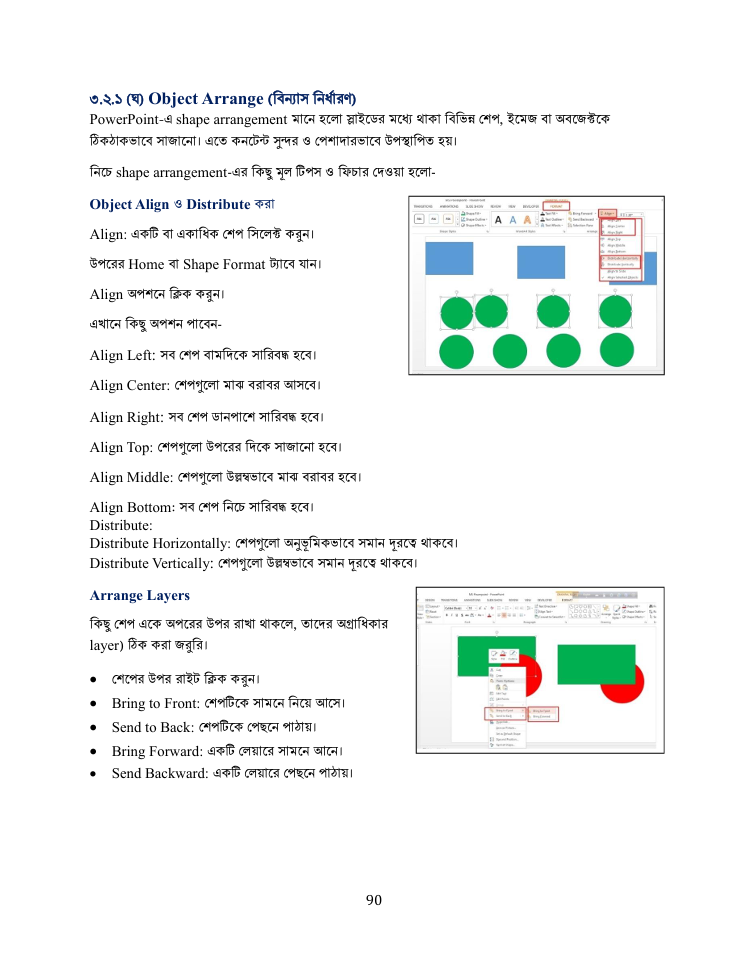 ৩.২.১ (ঘ) Object Arrange (বিন্যাস নির্ধারণ)
PowerPoint-এ shape arrangement মানে হলো স্লাইডের মধ্যে থাকা বিভিন্ন শেপ, ইমেজ বা অবজেক্টকে
ঠিকঠাকভাবে সাজানো। এতে কনটেন্ট সুন্দর ও পেশাদারভাবে উপস্থাপিত হয়।
নিচে shape arrangement-এর কিছু মূল টিপস ও ফিচার দেওয়া হলো-
Object Align ও Distribute করা
Align: একটি বা একাধিক শেপ সিলেক্ট করুন।
উপরের Home বা Shape Format ট্যাবে যান।
Align অপশনে ক্লিক করুন।
এখানে কিছু অপশন পাবেন-
Align Left: সব শেপ বামদিকে সারিবদ্ধ হবে।
Align Center: শেপগুলো মাঝ বরাবর আসবে।
Align Right: সব শেপ ডানপাশে সারিবদ্ধ হবে।
Align Top: শেপগুলো উপরের দিকে সাজানো হবে।
Align Middle: শেপগুলো উল্লম্বভাবে মাঝ বরাবর হবে।
Align Bottom: সব শেপ নিচে সারিবদ্ধ হবে।
Distribute:
Distribute Horizontally: শেপগুলো অনুভূমিকভাবে সমান দূরত্বে থাকবে।
Distribute Vertically: শেপগুলো উল্লম্বভাবে সমান দূরত্বে থাকবে।
Arrange Layers
কিছু শেপ একে অপরের উপর রাখা থাকলে, তাদের অগ্রাধিকার
layer) ঠিক করা জরুরি।
● শেপের উপর রাইট ক্লিক করুন।
● Bring to Front: শেপটিকে সামনে নিয়ে আসে।
● Send to Back: শেপটিকে পেছনে পাঠায়।
● Bring Forward: একটি লেয়ারে সামনে আনে।
● Send Backward: একটি লেয়ারে পেছনে পাঠায়।
90